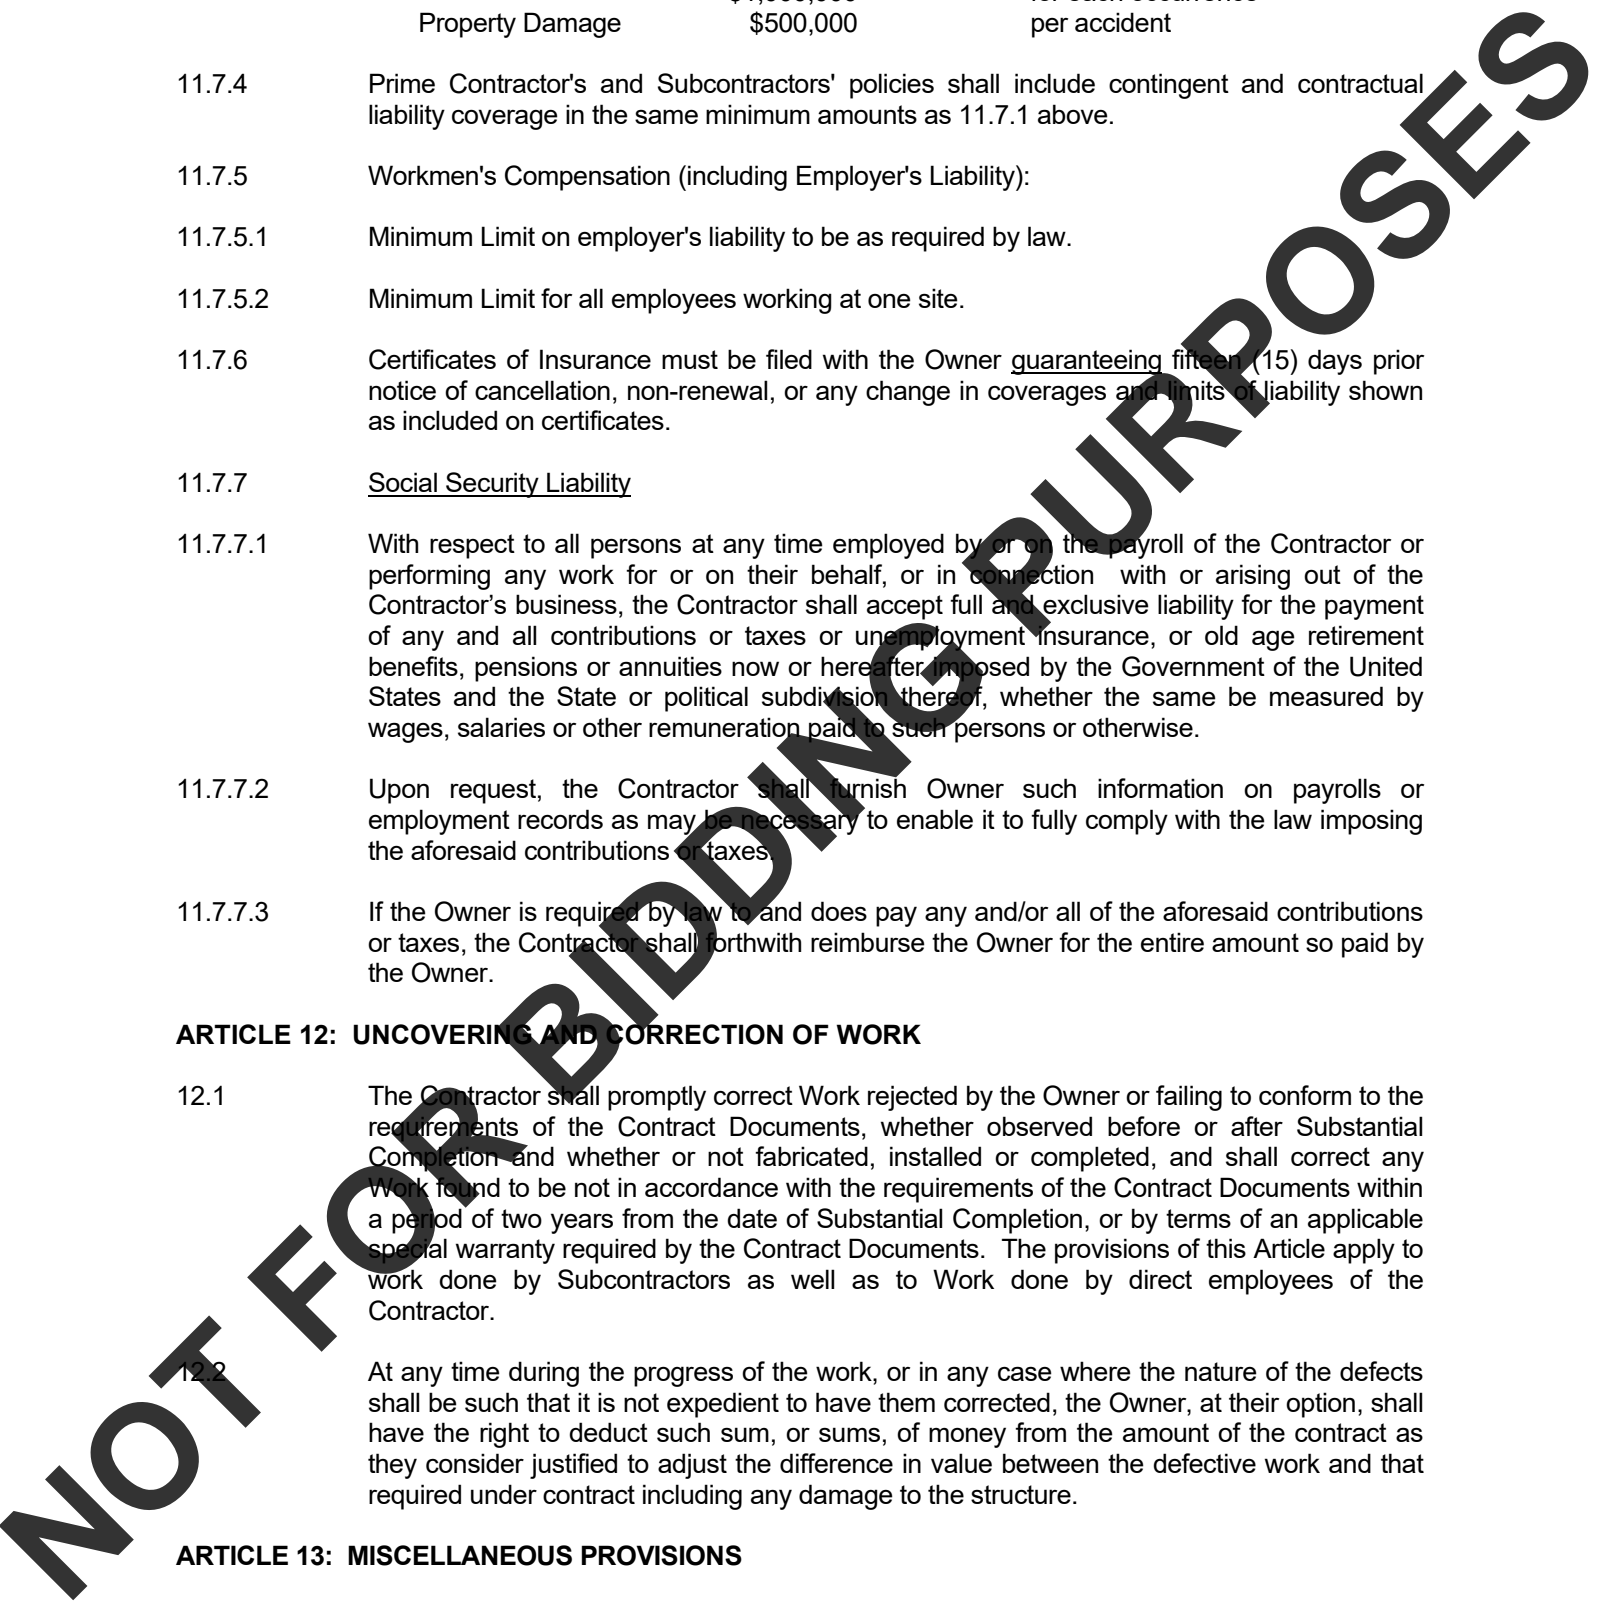 $1,000,000 for each occurrence
Property Damage $500,000 per accident
11.7.4 Prime Contractor's and Subcontractors' policies shall include contingent and contractual
liability coverage in the same minimum amounts as 11.7.1 above.
11.7.5 Workmen's Compensation (including Employer's Liability):
11.7.5.1 Minimum Limit on employer's liability to be as required by law.
11.7.5.2 Minimum Limit for all employees working at one site.
11.7.6 Certificates of Insurance must be filed with the Owner guaranteeing fifteen (15) days prior
notice of cancellation, non-renewal, or any change in coverages and limits of liability shown
as included on certificates.
11.7.7 Social Security Liability
11.7.7.1 With respect to all persons at any time employed by or on the payroll of the Contractor or
performing any work for or on their behalf, or in connection with or arising out of the
Contractor’s business, the Contractor shall accept full and exclusive liability for the payment
of any and all contributions or taxes or unemployment insurance, or old age retirement
benefits, pensions or annuities now or hereafter imposed by the Government of the United
States and the State or political subdivision thereof, whether the same be measured by
wages, salaries or other remuneration paid to such persons or otherwise.
11.7.7.2 Upon request, the Contractor shall furnish Owner such information on payrolls or
employment records as may be necessary to enable it to fully comply with the law imposing
the aforesaid contributions or taxes.
11.7.7.3 If the Owner is required by law to and does pay any and/or all of the aforesaid contributions
or taxes, the Contractor shall forthwith reimburse the Owner for the entire amount so paid by
the Owner.
ARTICLE 12: UNCOVERING AND CORRECTION OF WORK
12.1 The Contractor shall promptly correct Work rejected by the Owner or failing to conform to the
requirements of the Contract Documents, whether observed before or after Substantial
Completion and whether or not fabricated, installed or completed, and shall correct any
Work found to be not in accordance with the requirements of the Contract Documents within
a period of two years from the date of Substantial Completion, or by terms of an applicable
special warranty required by the Contract Documents. The provisions of this Article apply to
work done by Subcontractors as well as to Work done by direct employees of the
Contractor.
12.2 At any time during the progress of the work, or in any case where the nature of the defects
shall be such that it is not expedient to have them corrected, the Owner, at their option, shall
have the right to deduct such sum, or sums, of money from the amount of the contract as
they consider justified to adjust the difference in value between the defective work and that
required under contract including any damage to the structure.
ARTICLE 13: MISCELLANEOUS PROVISIONS
NOT FOR BIDDING PURPOSES